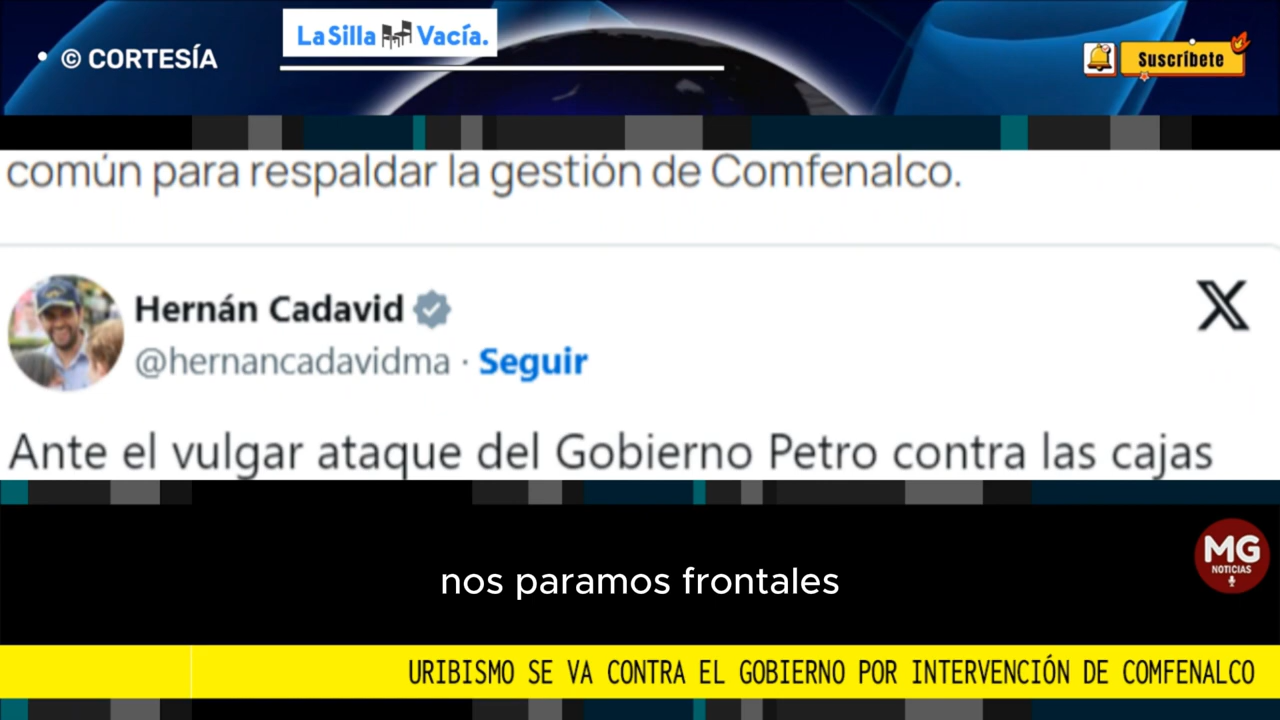 © CORTESÍA
La Silla Vacía.
Suscríbete
común para respaldar la gestión de Comfenalco.
Hernán Cadavid
X
@hernancadavidma · Seguir
Ante el vulgar ataque del Gobierno Petro contra las cajas
MG
NOTICIAS
nos paramos frontales
URIBISMO SE VA CONTRA EL GOBIERNO POR INTERVENCIÓN DE COMFENALCO